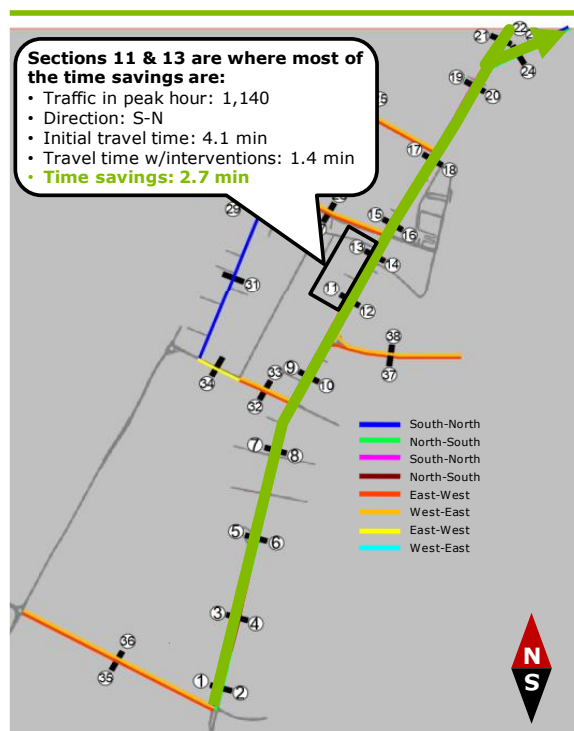 Sections 11 & 13 are where most of
the time savings are:
• Traffic in peak hour: 1,140
• Direction: S-N
• Initial travel time: 4.1 min
• Travel time w/interventions: 1.4 min
• Time savings: 2.7 min
21
22
24
19
20
17
18
15
16
13
14
29
31
11
12
38
37
9
10
33
34
32
7
8
South-North
North-South
South-North
North-South
East-West
West-East
East-West
West-East
5
6
3
4
36
35
1
2
N
S